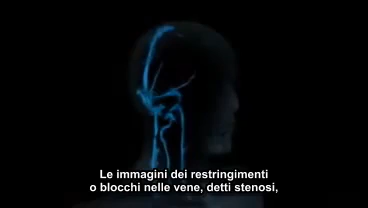 Le immagini dei restringimenti
o blocchi nelle vene, detti stenosi,